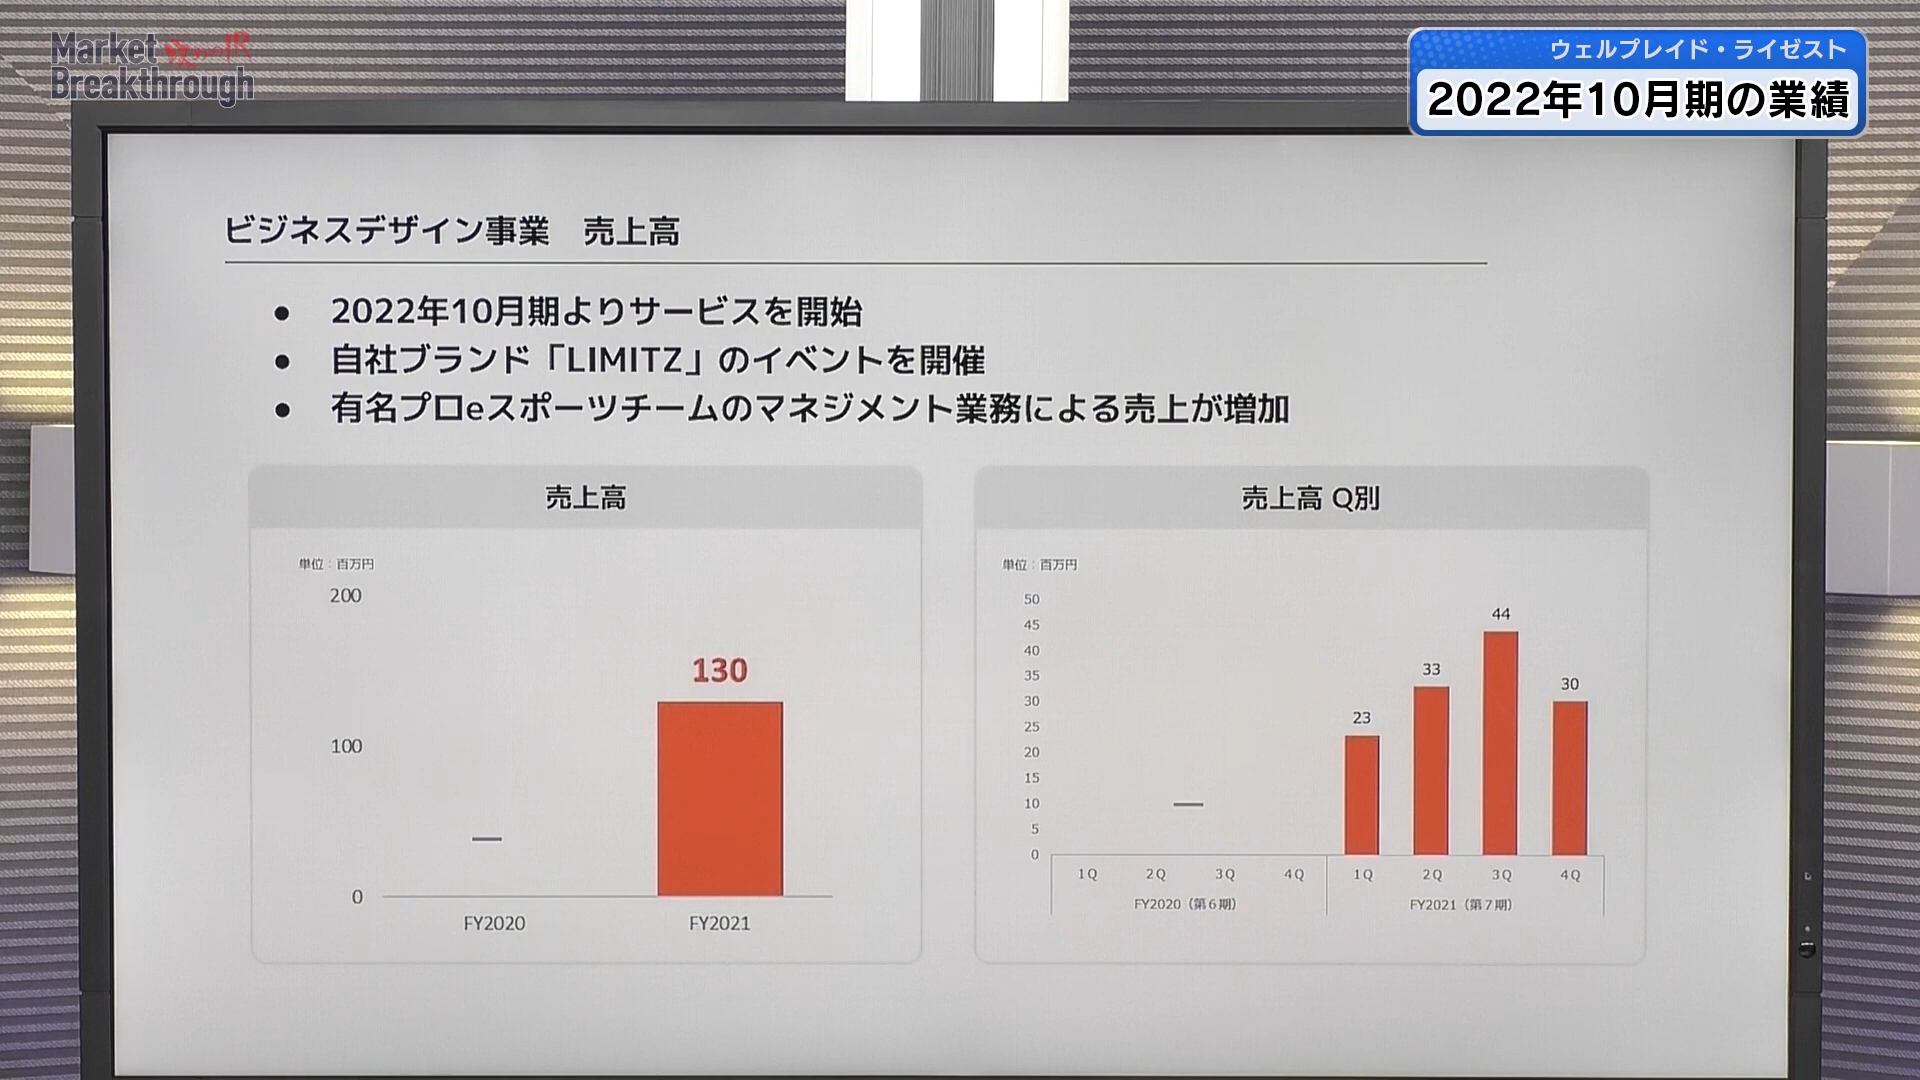 Market
Breakthrough
ウェルプレイド・ライゼスト
2022年10月期の業績
ビジネスデザイン事業 売上高
● 2022年10月期よりサービスを開始
● 自社ブランド「LIMITZ」のイベントを開催
● 有名プロeスポーツチームのマネジメント業務による売上が増加
売上高
単位：百万円
200
130
100
—
0
FY2020 FY2021
売上高 Q別
単位：百万円
50
45
44
40
35
33
30
30
25
23
20
15
10
—
5
0
1Q 2Q 3Q 4Q 1Q 2Q 3Q 4Q
FY2020（第6期） FY2021（第7期）